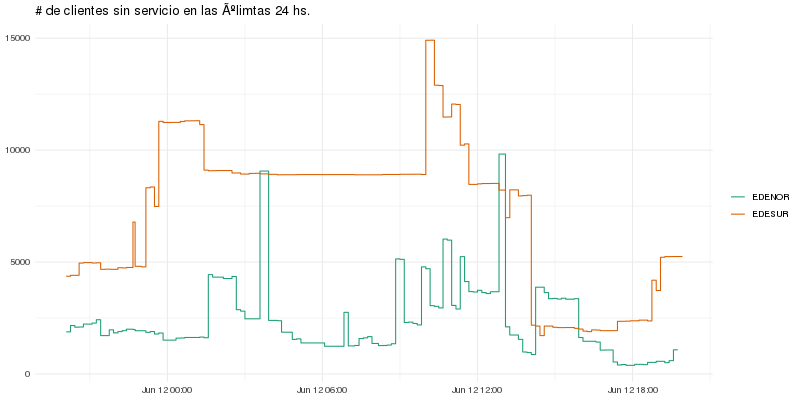 # de clientes sin servicio en las Ãºlimtas 24 hs.
15000
10000
5000
0
Jun 12 00:00
Jun 12 06:00
Jun 12 12:00
Jun 12 18:00
EDENOR
EDESUR